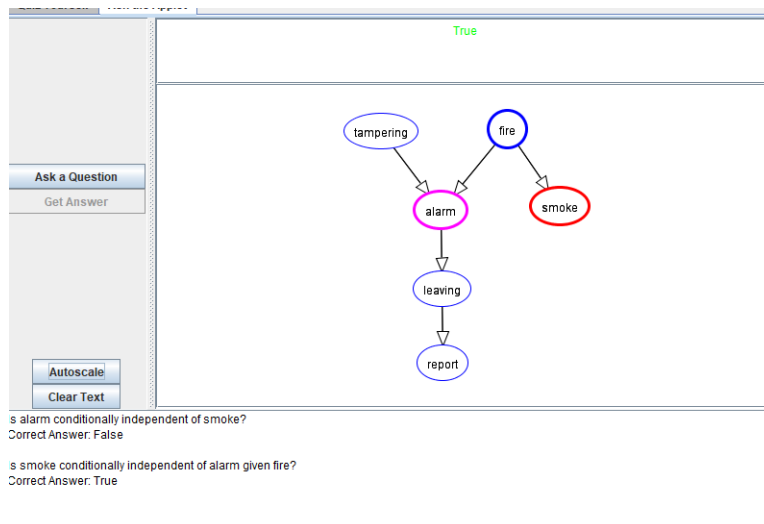 True
tampering
fire
Ask a Question
Get Answer
alarm
smoke
leaving
report
Autoscale
Clear Text
s alarm conditionally independent of smoke?
Correct Answer: False
s smoke conditionally independent of alarm given fire?
Correct Answer: True